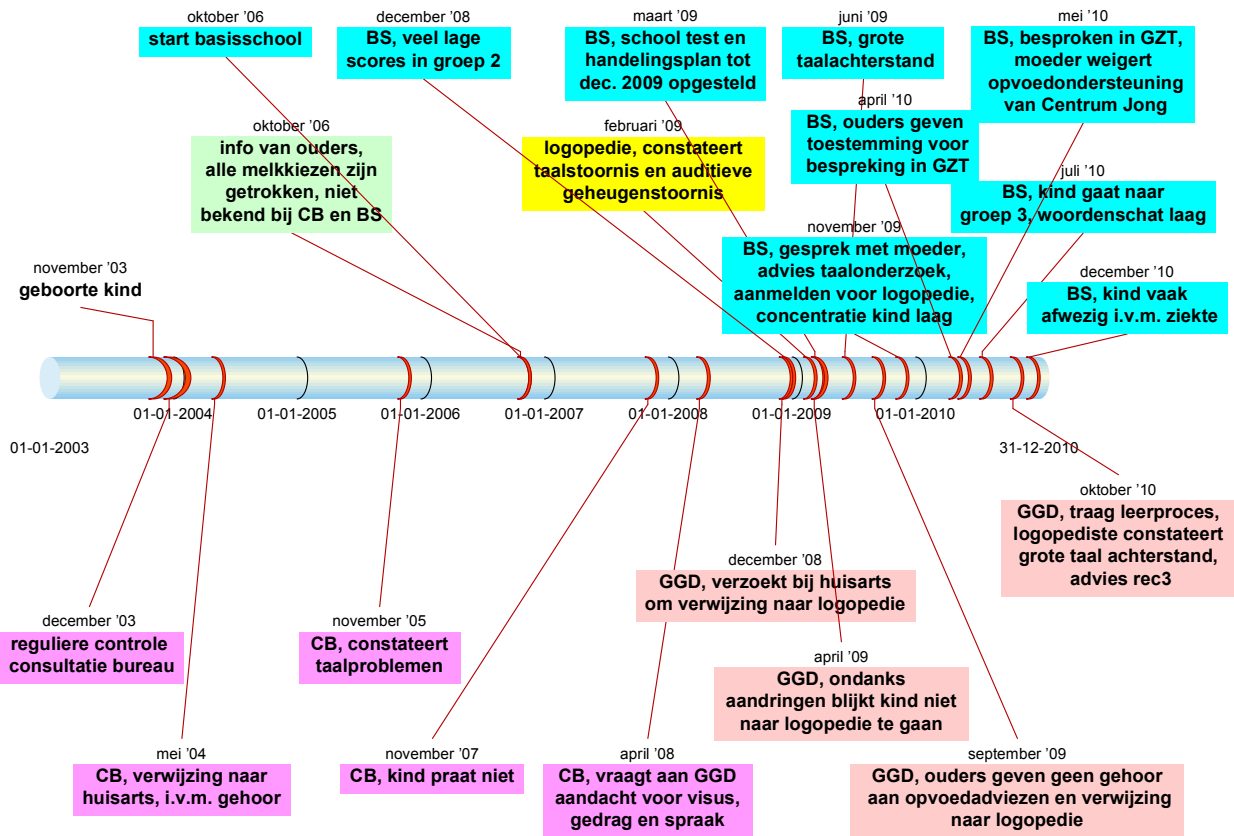 oktober '06
start basisschool
december '08
BS, veel lage
scores in groep 2
maart '09
BS, school test en
handelingsplan tot
dec. 2009 opgesteld
juni '09
BS, grote
taalachterstand
mei '10
BS, besproken in GZT,
moeder weigert
opvoedondersteuning
van Centrum Jong
oktober '06
info van ouders,
alle melkkiezen zijn
getrokken, niet
bekend bij CB en BS
februari '09
logopedie, constateert
taalstoornis en auditieve
geheugenstoornis
april '10
BS, ouders geven
toestemming voor
bespreking in GZT
juli '10
BS, kind gaat naar
groep 3, woordenschat laag
november '09
BS, gesprek met moeder,
advies taalonderzoek,
aanmelden voor logopedie,
concentratie kind laag
november '03
geboorte kind
december '10
BS, kind vaak
afwezig i.v.m. ziekte
01-01-2003
01-01-2004
01-01-2005
01-01-2006
01-01-2007
01-01-2008
01-01-2009
01-01-2010
31-12-2010
oktober '10
GGD, traag leerproces,
logopediste constateert
grote taal achterstand,
advies rec3
december '08
GGD, verzoekt bij huisarts
om verwijzing naar logopedie
december '03
reguliere controle
consultatie bureau
november '05
CB, constateert
taalproblemen
april '09
GGD, ondanks
aandringen blijkt kind niet
naar logopedie te gaan
mei '04
CB, verwijzing naar
huisarts, i.v.m. gehoor
november '07
CB, kind praat niet
april '08
CB, vraagt aan GGD
aandacht voor visus,
gedrag en spraak
september '09
GGD, ouders geven geen gehoor
aan opvoedadviezen en verwijzing
naar logopedie